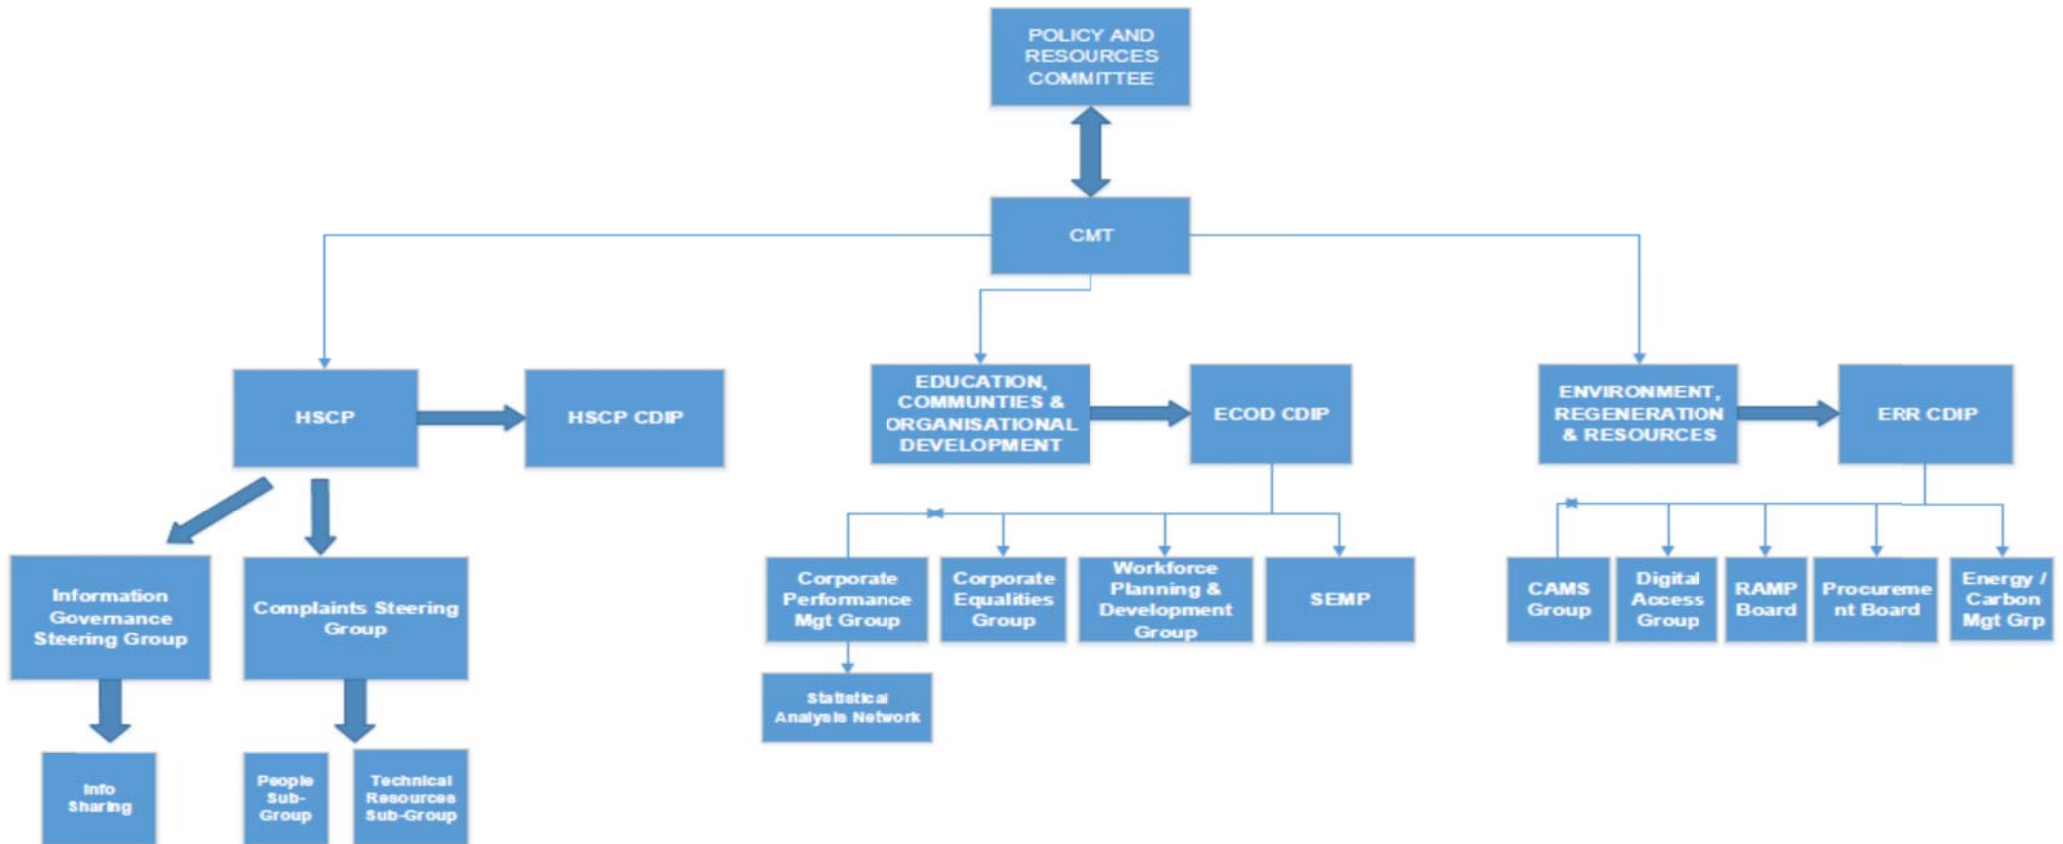 POLICY AND
RESOURCES
COMMITTEE
CMT
HSCP
HSCP CDIP
EDUCATION,
COMMUNTIES &
ORGANISATIONAL
DEVELOPMENT
ECOD CDIP
ENVIRONMENT,
REGENERATION
& RESOURCES
ERR CDIP
Information
Governance
Steering Group
Complaints Steering
Group
Corporate
Performance
Mgt Group
Corporate
Equalities
Group
Workforce
Planning &
Development
Group
SEMP
CAMS
Group
Digital
Access
Group
RAMP
Board
Procureme
nt Board
Energy /
Carbon
Mgt Grp
Statistical
Analysis Network
Info
Sharing
People
Sub-
Group
Technical
Resources
Sub-Group